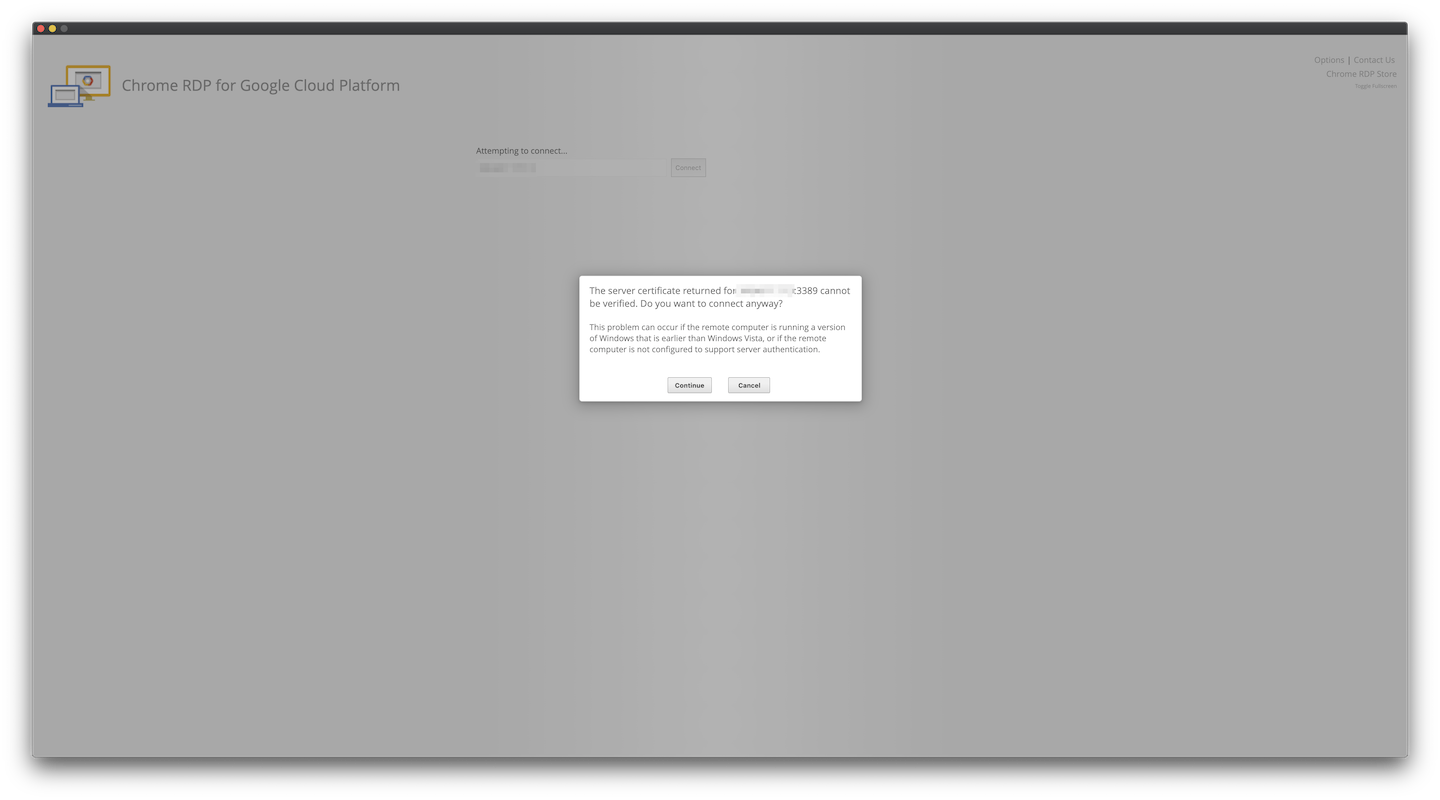 Options | Contact Us
Chrome RDP for Google Cloud Platform
Chrome RDP Store
Toggle Fullscreen
Attempting to connect...
Connect
The server certificate returned for :3389 cannot
be verified. Do you want to connect anyway?
This problem can occur if the remote computer is running a version
of Windows that is earlier than Windows Vista, or if the remote
computer is not configured to support server authentication.
Continue Cancel